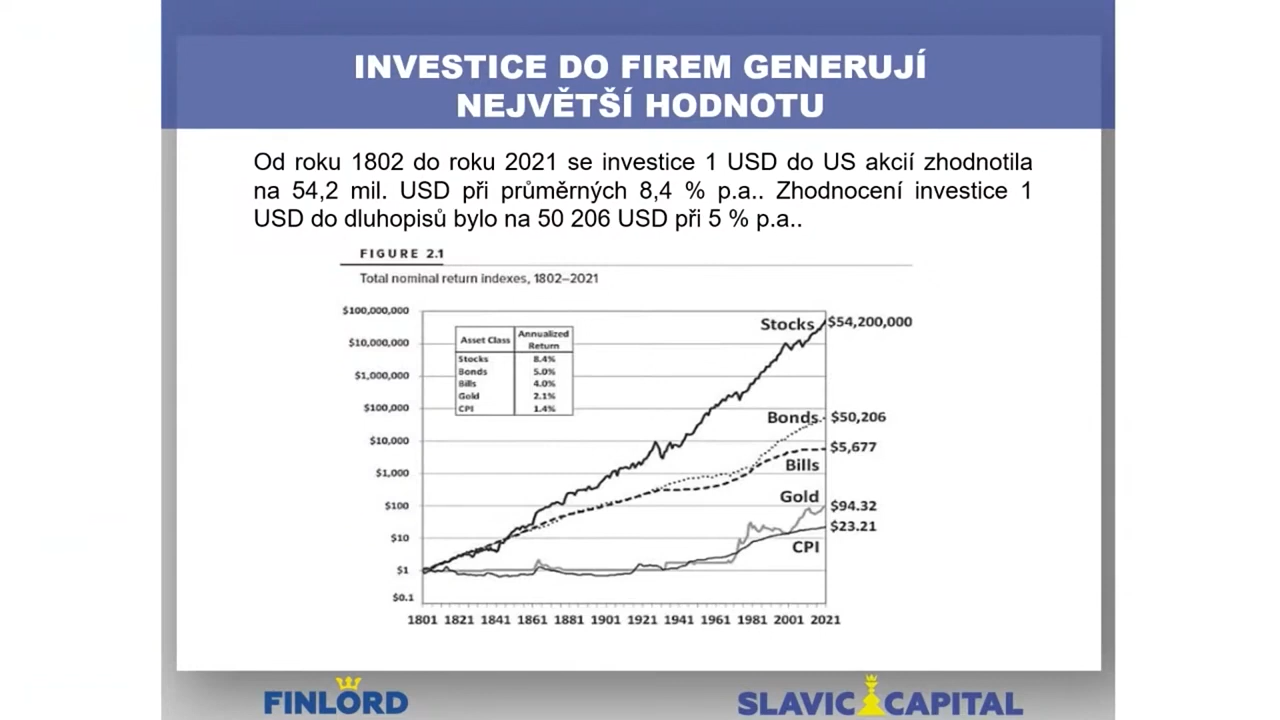 INVESTICE DO FIREM GENERUJÍ
NEJVĚTŠÍ HODNOTU
Od roku 1802 do roku 2021 se investice 1 USD do US akcií zhodnotila
na 54,2 mil. USD při průměrných 8,4 % p.a.. Zhodnocení investice 1
USD do dluhopisů bylo na 50 206 USD při 5 % p.a..
FIGURE 2.1
Total nominal return indexes, 1802–2021
$100,000,000
$10,000,000
$1,000,000
$100,000
$10,000
$1,000
$100
$10
$1
$0.1
Asset Class Annualized Return
Stocks 8.4%
Bonds 5.0%
Bills 4.0%
Gold 2.1%
CPI 1.4%
Stocks $54,200,000
Bonds $50,206
$5,677
Bills
Gold
$94.32
$23.21
CPI
1801 1821 1841 1861 1881 1901 1921 1941 1961 1981 2001 2021
FINLORD
SLAVIC CAPITAL